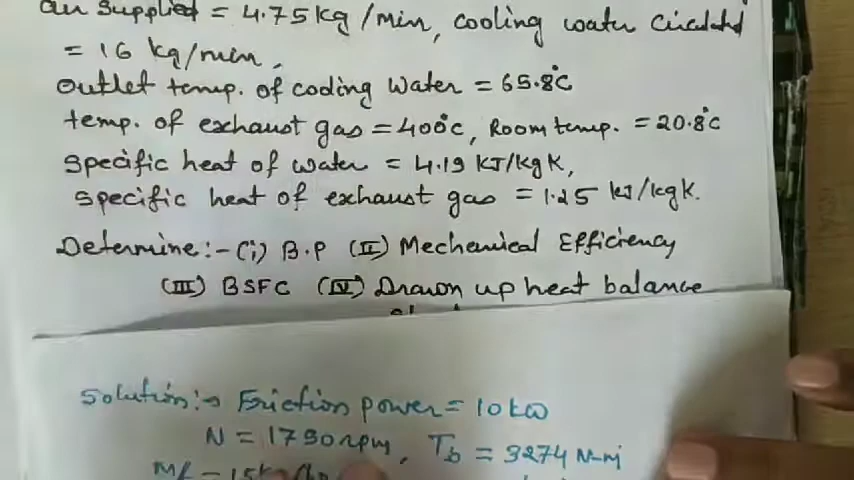 air supplied = 4.75 kg/min, cooling water Circulated
= 16 kg/min.
Outlet temp. of cooling water = 65.8°C
temp. of exhaust gas = 400°C, Room temp. = 20.8°C
Specific heat of water = 4.19 KJ/kgK,
specific heat of exhaust gas = 1.25 kJ/kgK.
Determine:- (i) B.P (II) Mechanical Efficiency
(III) BSFC (IV) Drawn up heat balance
Solution:→ Friction power = 10 kW
N = 1790 rpm, Tb = 3274 N-m
Mf = 15